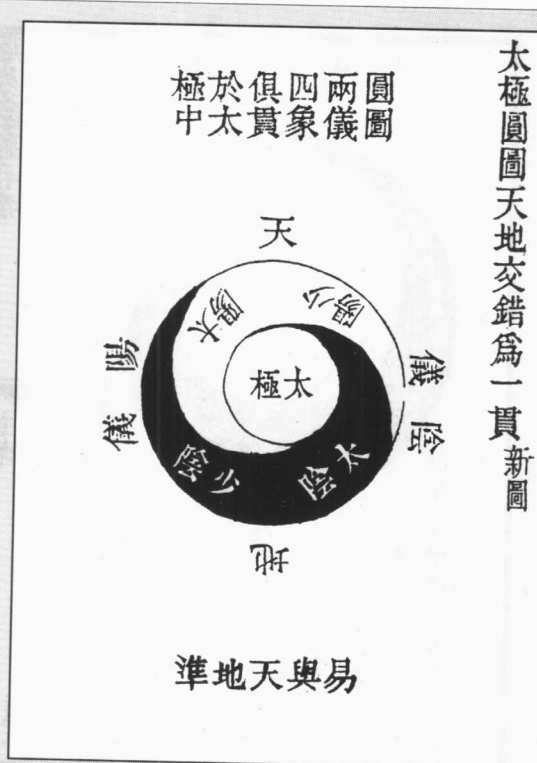 太極圓圖天地交錯爲一貫 新圖
圓圖
兩儀
四象
俱貫
於太
極中
天
少陽
太陽
陰儀
太極
陽儀
太陰
少陰
地
易與天地準